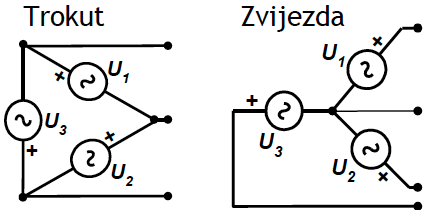 Trokut
Zvijezda
+
U1
U3
+
+
U2
+
U1
+
U3
U2
+